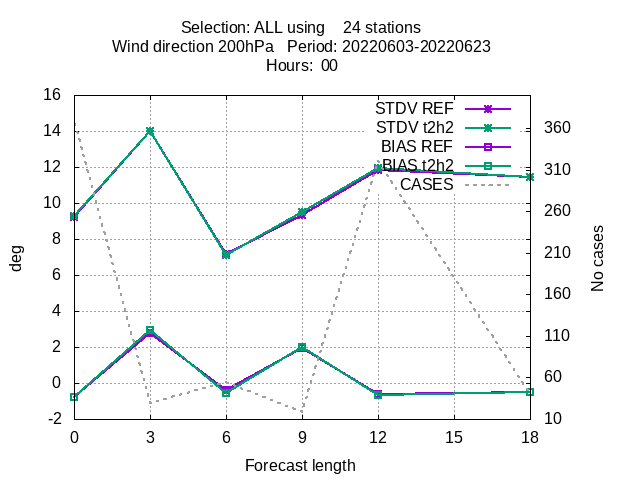 Selection: ALL using    24 stations
Wind direction 200hPa   Period: 20220603-20220623
Hours:  00
STDV REF
STDV t2h2
BIAS REF
BIAS t2h2
CASES
16
14
12
10
8
6
4
2
0
-2
deg
360
310
260
210
160
110
60
10
No cases
0 3 6 9 12 15 18
Forecast length